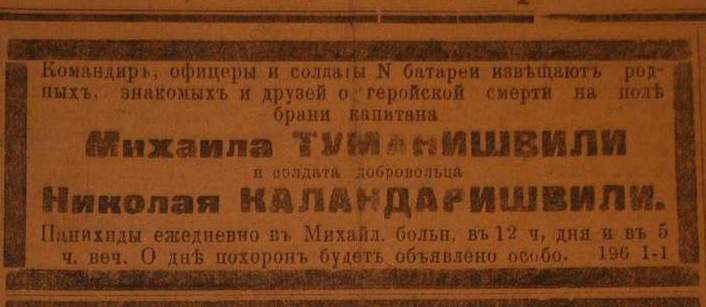 Командиръ, офицеры и солдаты N батареи извѣщаютъ род-
ныхъ, знакомыхъ и друзей о геройской смерти на полѣ
брани капитана
Михаила ТУМАНИШВИЛИ
и солдата добровольца
Николая КАЛАНДАРИШВИЛИ.
Панихиды ежедневно въ Михайл. больн, въ 12 ч, дня и въ 5
ч. веч. О днѣ похоронъ будетъ объявлено особо. 196 1-1